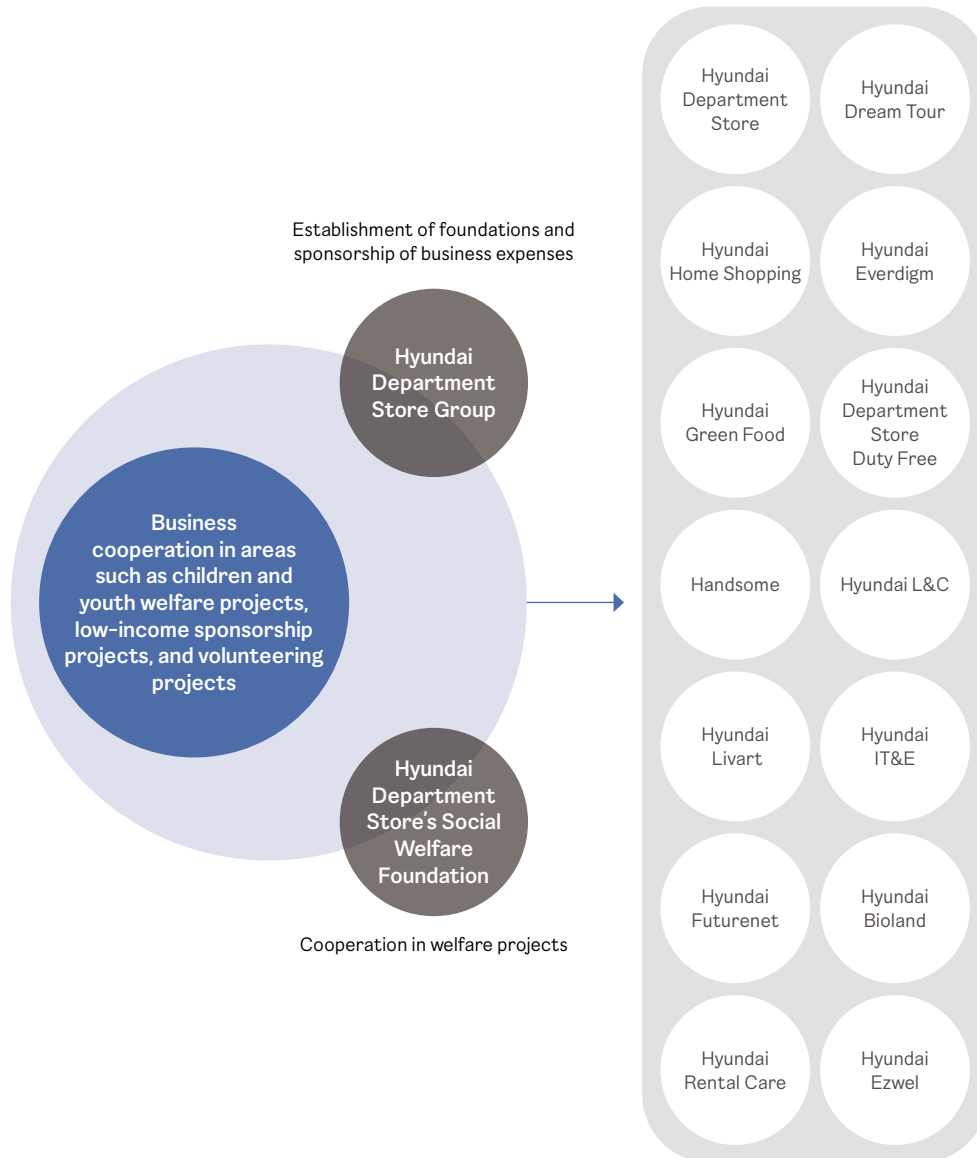 Establishment of foundations and
sponsorship of business expenses
Hyundai
Department
Store Group
Business
cooperation in areas
such as children and
youth welfare projects,
low-income sponsorship
projects, and volunteering
projects
Hyundai
Department
Store's Social
Welfare
Foundation
Cooperation in welfare projects
Hyundai
Department
Store
Hyundai
Dream Tour
Hyundai
Home Shopping
Hyundai
Everdigm
Hyundai
Green Food
Hyundai
Department
Store
Duty Free
Handsome
Hyundai L&C
Hyundai
Livart
Hyundai
IT&E
Hyundai
Futurenet
Hyundai
Bioland
Hyundai
Rental Care
Hyundai
Ezwel